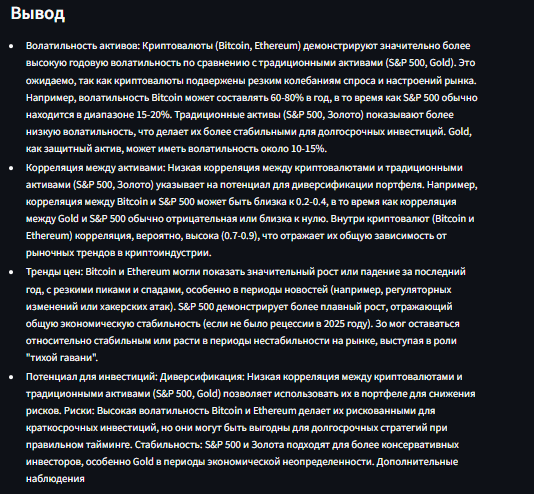 Вывод
• Волатильность активов: Криптовалюты (Bitcoin, Ethereum) демонстрируют значительно более
высокую годовую волатильность по сравнению с традиционными активами (S&P 500, Gold). Это
ожидаемо, так как криптовалюты подвержены резким колебаниям спроса и настроений рынка.
Например, волатильность Bitcoin может составлять 60-80% в год, в то время как S&P 500 обычно
находится в диапазоне 15-20%. Традиционные активы (S&P 500, Золото) показывают более
низкую волатильность, что делает их более стабильными для долгосрочных инвестиций. Gold,
как защитный актив, может иметь волатильность около 10-15%.
• Корреляция между активами: Низкая корреляция между криптовалютами и традиционными
активами (S&P 500, Золото) указывает на потенциал для диверсификации портфеля. Например,
корреляция между Bitcoin и S&P 500 может быть близка к 0.2-0.4, в то время как корреляция
между Gold и S&P 500 обычно отрицательная или близка к нулю. Внутри криптовалют (Bitcoin и
Ethereum) корреляция, вероятно, высока (0.7-0.9), что отражает их общую зависимость от
рыночных трендов в криптоиндустрии.
• Тренды цен: Bitcoin и Ethereum могли показать значительный рост или падение за последний
год, с резкими пиками и спадами, особенно в периоды новостей (например, регуляторных
изменений или хакерских атак). S&P 500 демонстрирует более плавный рост, отражающий
общую экономическую стабильность (если не было рецессии в 2025 году). Зо мог оставаться
относительно стабильным или расти в периоды нестабильности на рынке, выступая в роли
"тихой гавани".
• Потенциал для инвестиций: Диверсификация: Низкая корреляция между криптовалютами и
традиционными активами (S&P 500, Gold) позволяет использовать их в портфеле для снижения
рисков. Риски: Высокая волатильность Bitcoin и Ethereum делает их рискованными для
краткосрочных инвестиций, но они могут быть выгодны для долгосрочных стратегий при
правильном тайминге. Стабильность: S&P 500 и Золота подходят для более консервативных
инвесторов, особенно Gold в периоды экономической неопределенности. Дополнительные
наблюдения